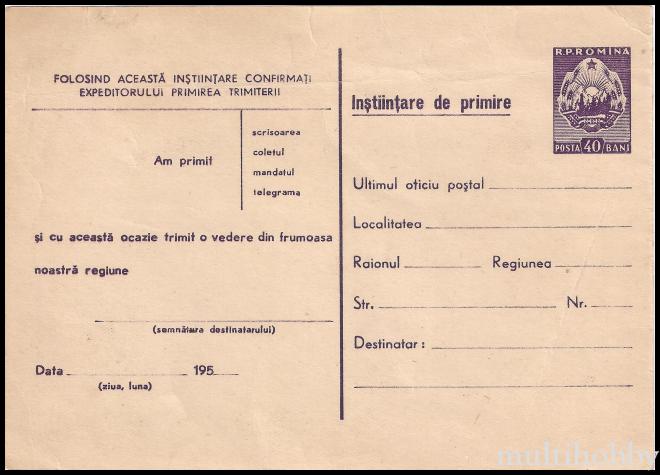 FOLOSIND ACEASTĂ INȘTIINȚARE CONFIRMAȚI
EXPEDITORULUI PRIMIREA TRIMITERII
Am primit
scrisoarea
coletul
mandatul
telegrama
și cu această ocazie trimit o vedere din frumoasa
noastră regiune
(semnătura destinatarului)
Data 195
(ziua, luna)
R.P.ROMINA
POSTA 40 BANI
Inștiințare de primire
Ultimul oficiu poștal
Localitatea
Raionul Regiunea
Str. Nr.
Destinatar :
multihobby